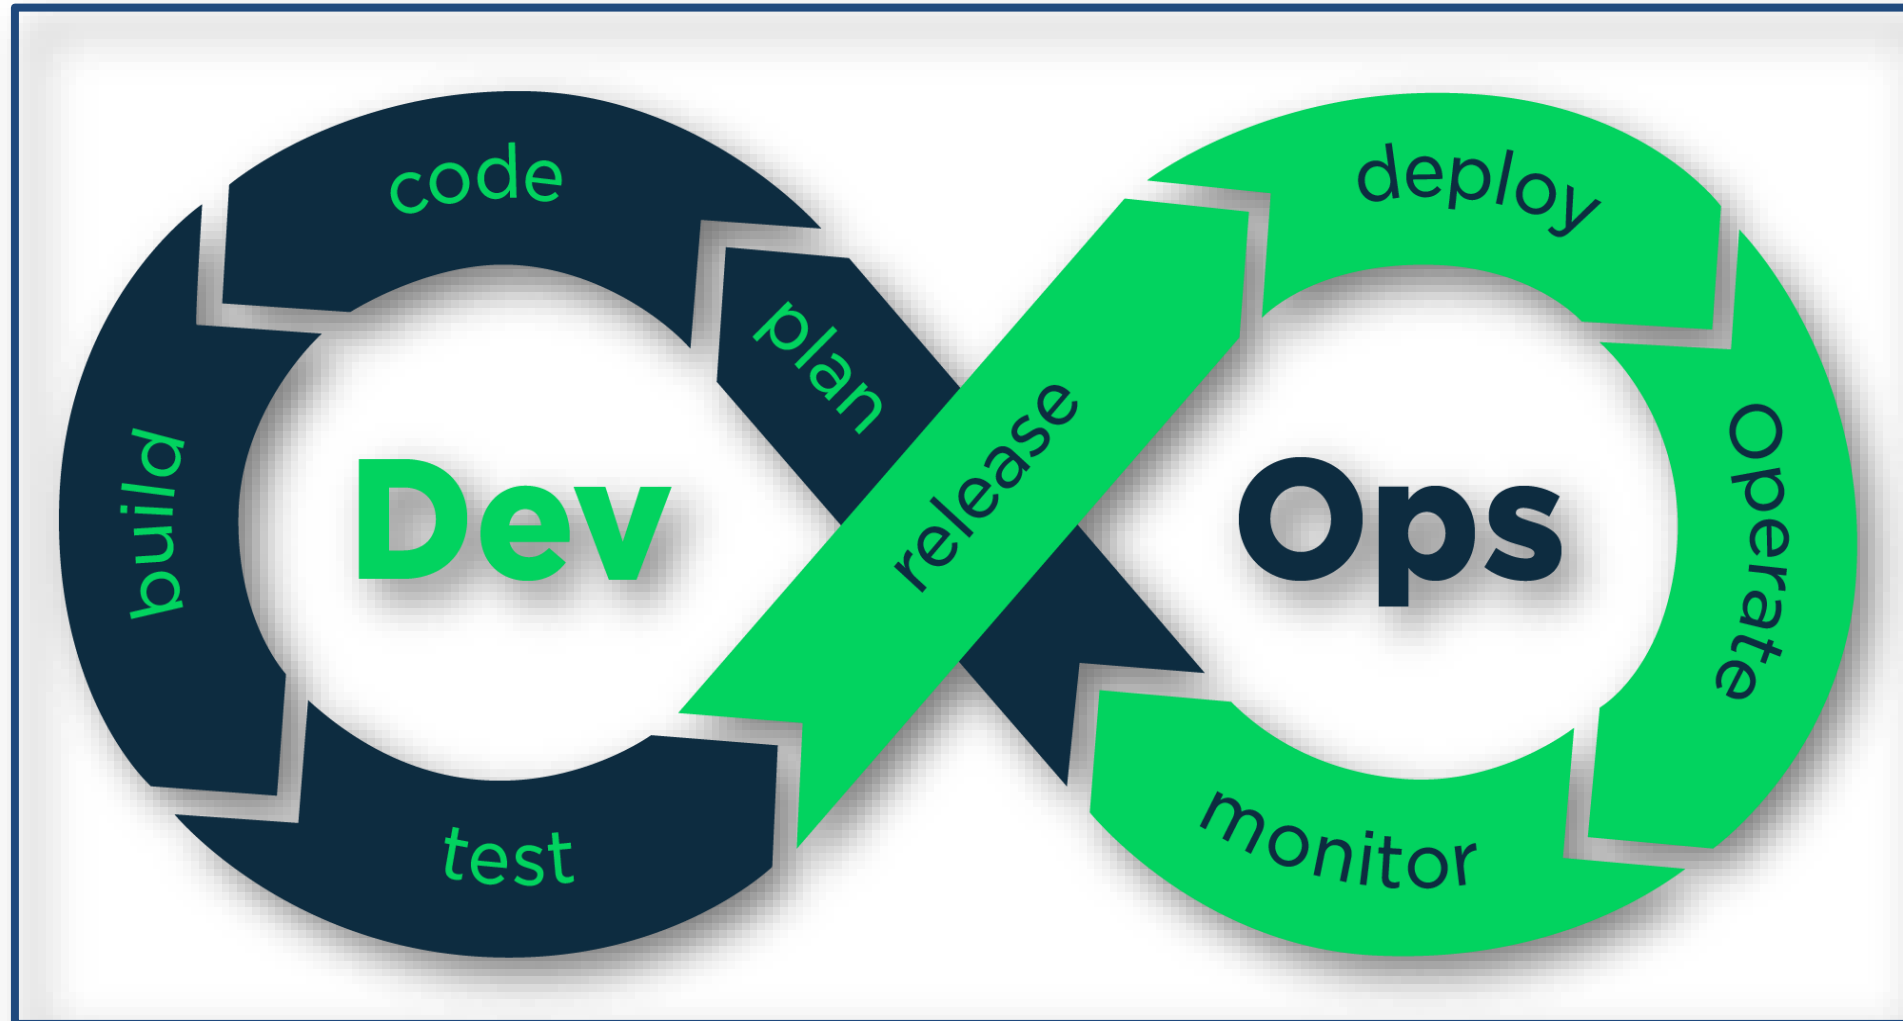 code
plan
build
Dev
test
release
deploy
Operate
Ops
monitor